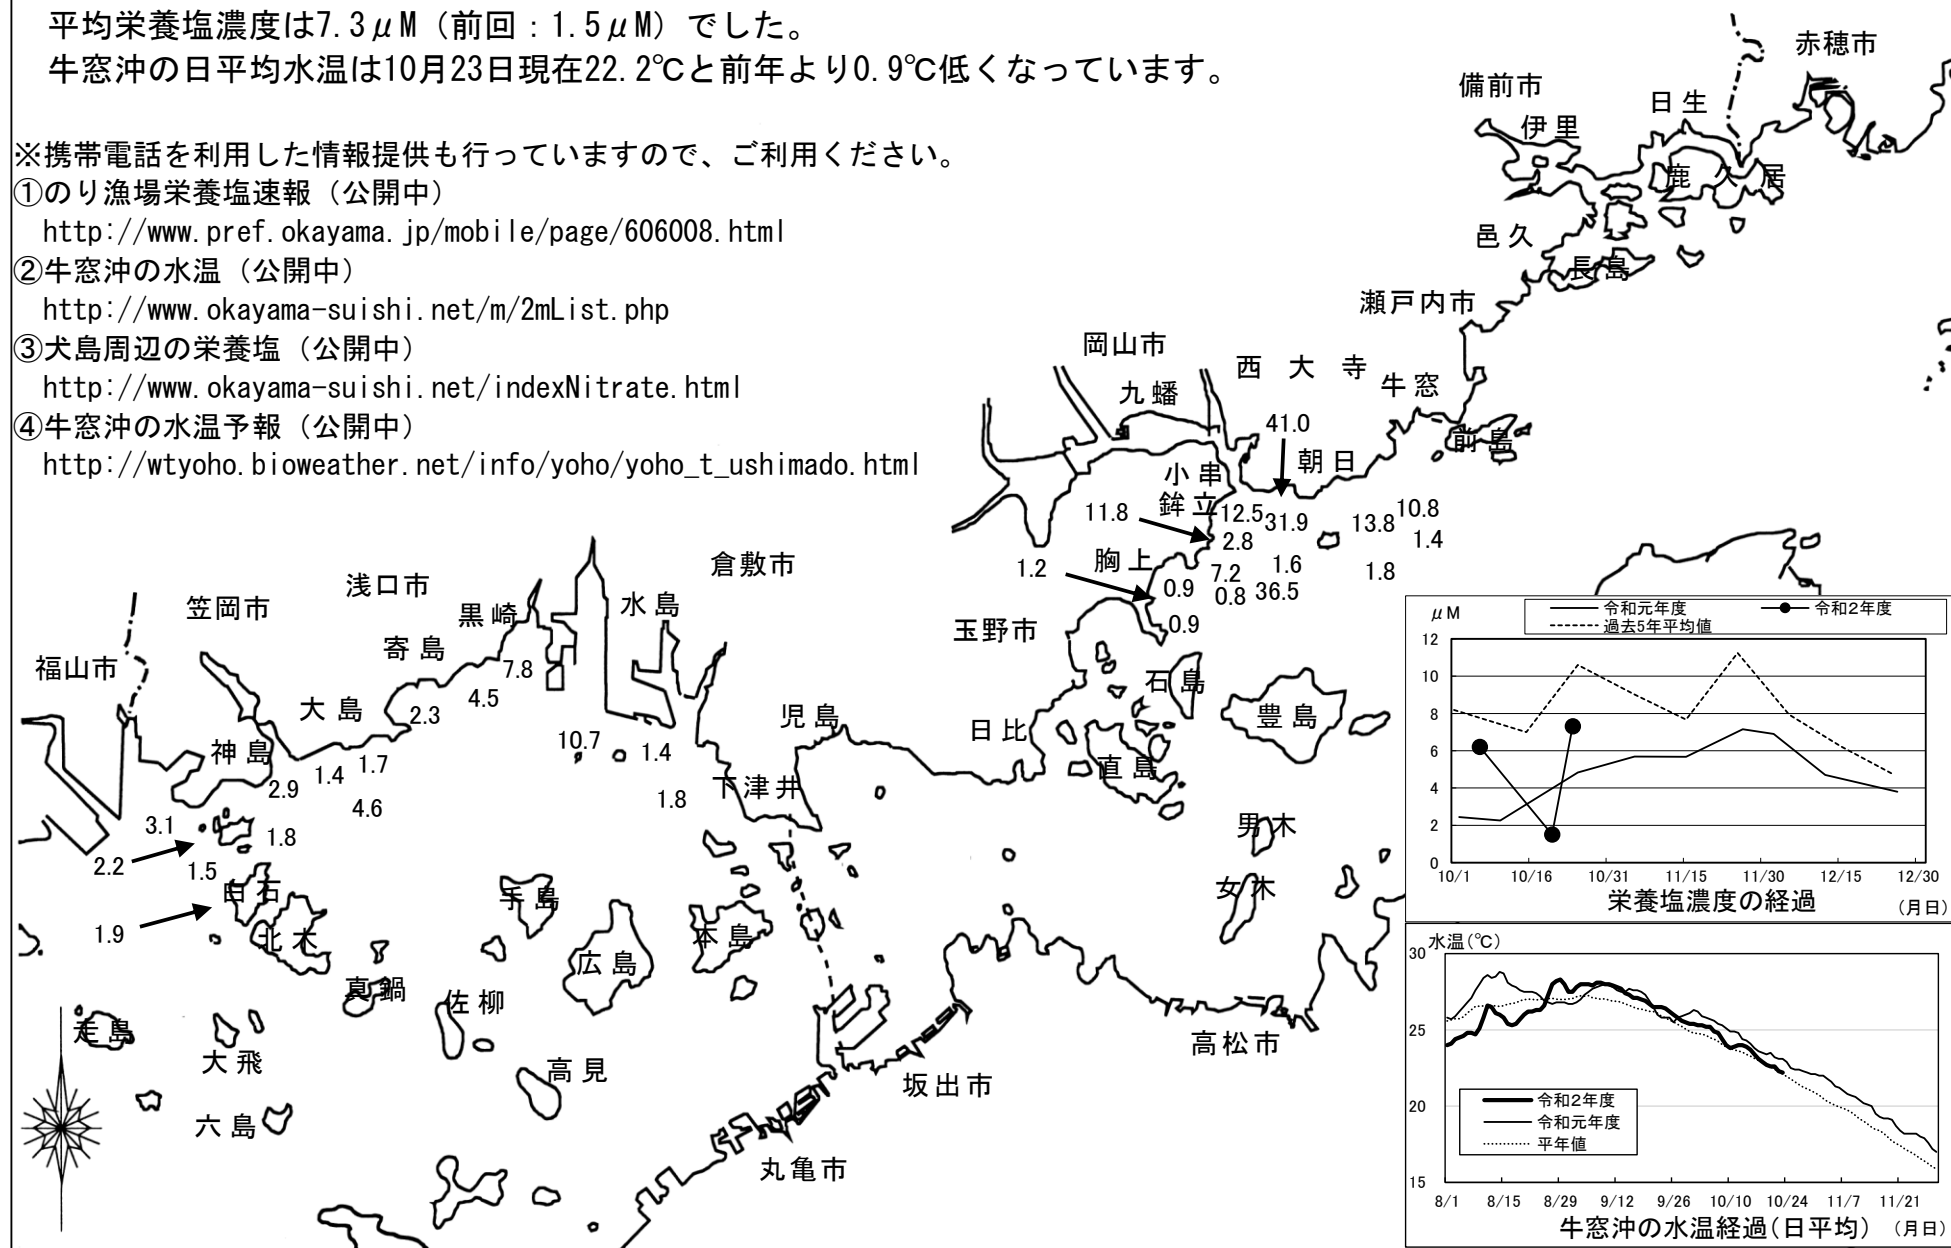 平均栄養塩濃度は7.3μM（前回：1.5μM）でした。
牛窓沖の日平均水温は10月23日現在22.2℃と前年より0.9℃低くなっています。
※携帯電話を利用した情報提供も行っていますので、ご利用ください。
①のり漁場栄養塩速報（公開中）
http://www.pref.okayama.jp/mobile/page/606008.html
②牛窓沖の水温（公開中）
http://www.okayama-suishi.net/m/2mList.php
③犬島周辺の栄養塩（公開中）
http://www.okayama-suishi.net/indexNitrate.html
④牛窓沖の水温予報（公開中）
http://wtyoho.bioweather.net/info/yoho/yoho_t_ushimado.html
赤穂市
備前市
日生
伊里
鹿久居
邑久
長島
瀬戸内市
岡山市
西大寺
九蟠
牛窓
41.0
前島
朝日
小串
鉾立
11.8
12.5
31.9
13.8
10.8
2.8
1.4
胸上
1.2
1.6
7.2
1.8
0.9
0.8
36.5
0.9
玉野市
倉敷市
浅口市
笠岡市
黒崎
水島
寄島
福山市
7.8
4.5
石島
大島
2.3
児島
日比
豊島
神島
10.7
1.4
1.7
1.4
直島
2.9
下津井
1.8
4.6
3.1
1.8
男木
2.2
1.5
白石
手島
女木
1.9
北木
本島
広島
真鍋
佐柳
走島
大飛
高見
高松市
坂出市
六島
丸亀市
μM
令和元年度
令和2年度
過去5年平均値
12
10
8
6
4
2
0
10/1 10/16 10/31 11/15 11/30 12/15 12/30
栄養塩濃度の経過
（月日）
水温(℃)
30
25
20
15
令和2年度
令和元年度
平年値
8/1 8/15 8/29 9/12 9/26 10/10 10/24 11/7 11/21
牛窓沖の水温経過(日平均)
（月日）